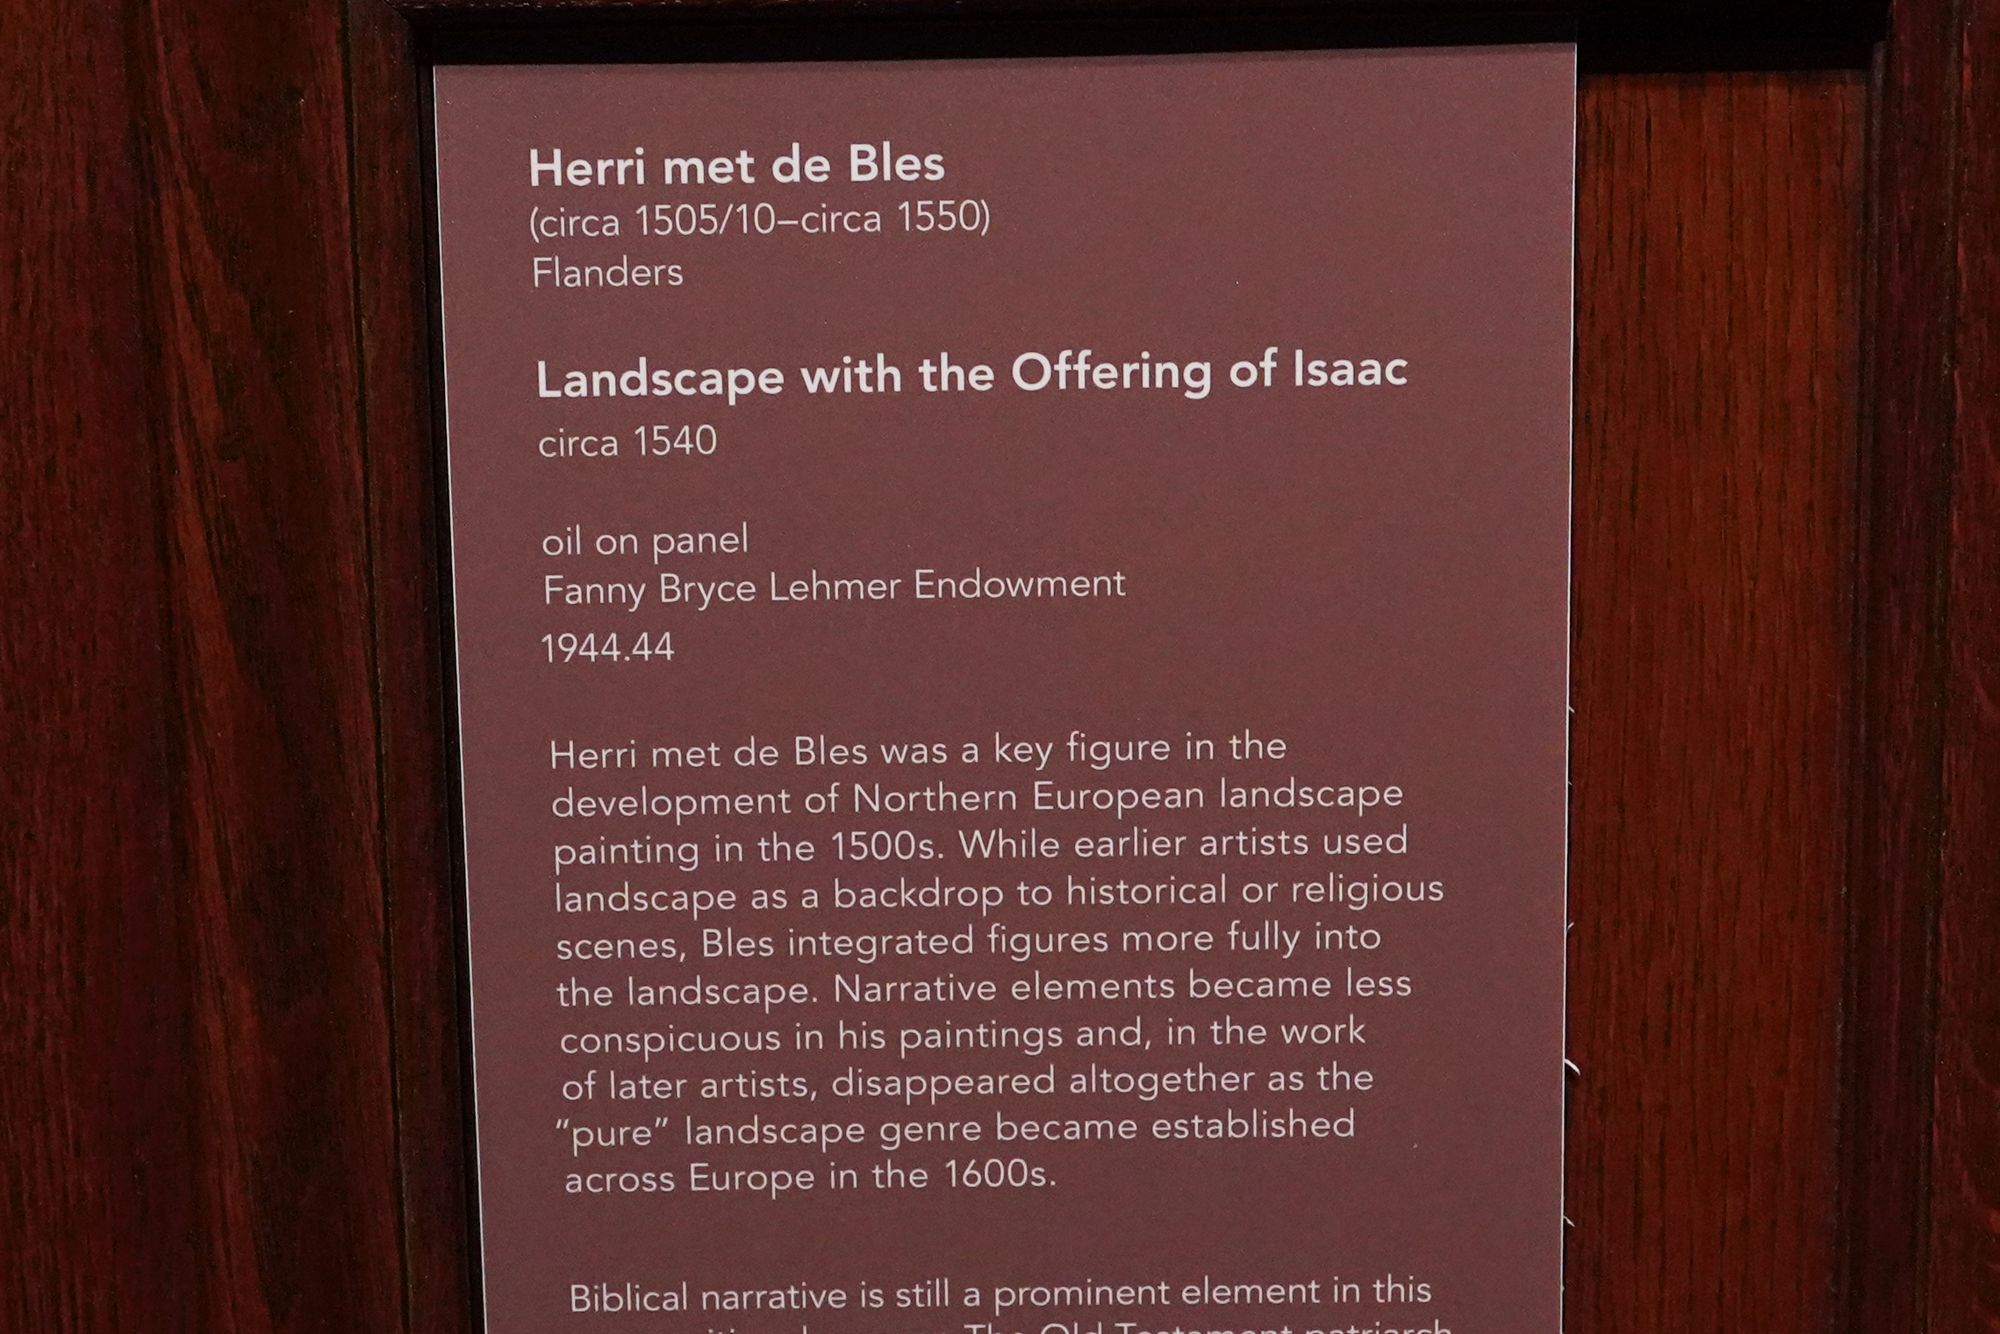 Herri met de Bles
(circa 1505/10–circa 1550)
Flanders
Landscape with the Offering of Isaac
circa 1540
oil on panel
Fanny Bryce Lehmer Endowment
1944.44
Herri met de Bles was a key figure in the
development of Northern European landscape
painting in the 1500s. While earlier artists used
landscape as a backdrop to historical or religious
scenes, Bles integrated figures more fully into
the landscape. Narrative elements became less
conspicuous in his paintings and, in the work
of later artists, disappeared altogether as the
“pure” landscape genre became established
across Europe in the 1600s.
Biblical narrative is still a prominent element in this
The Old Testament patriarch